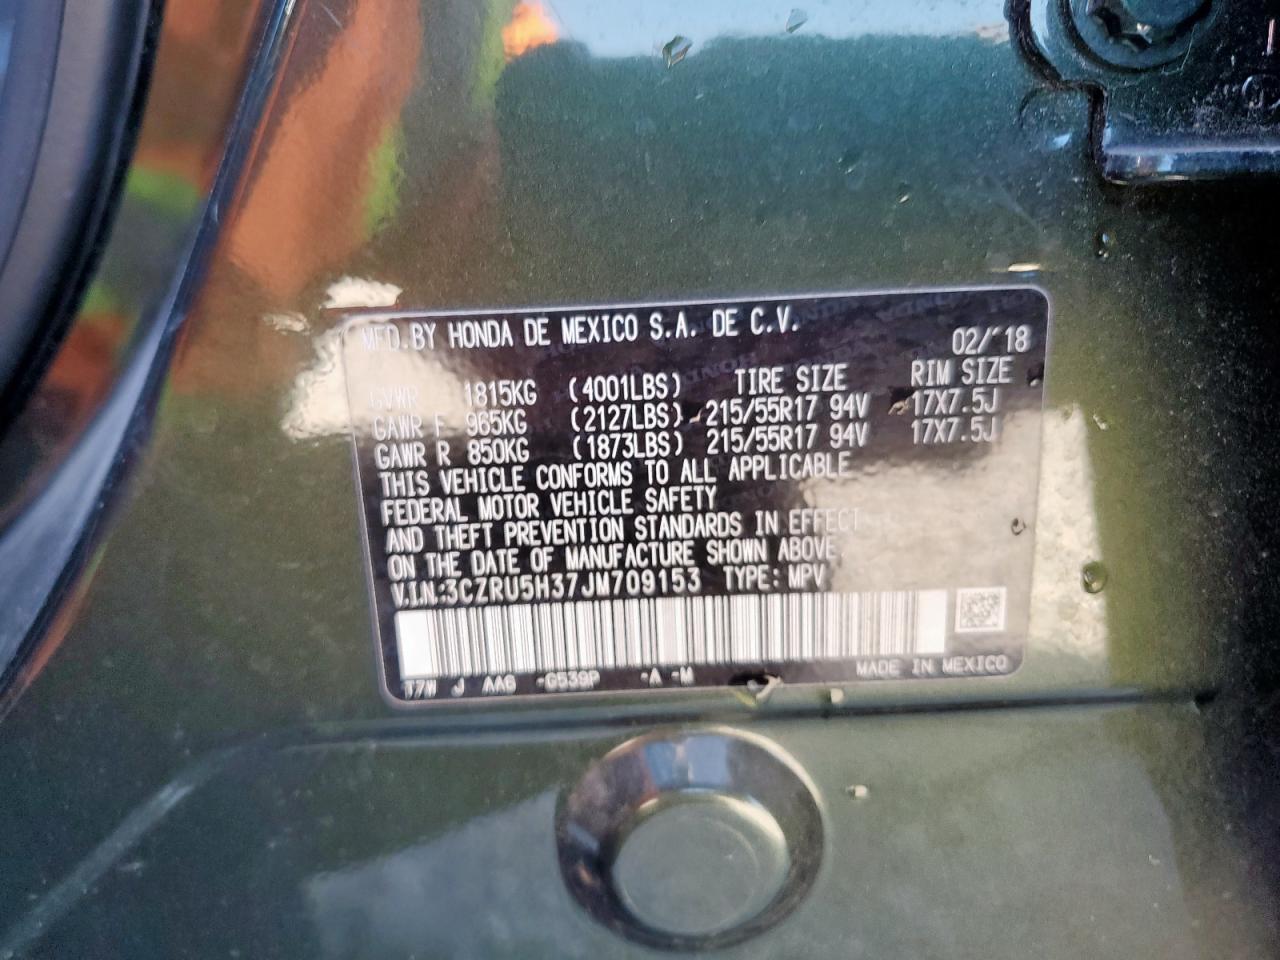 MFD. BY HONDA DE MEXICO S.A. DE C.V. 02/´18
GVWR 1815KG (4001LBS) TIRE SIZE RIM SIZE
GAWR F 965KG (2127LBS) 215/55R17 94V 17X7.5J
GAWR R 850KG (1873LBS) 215/55R17 94V 17X7.5J
THIS VEHICLE CONFORMS TO ALL APPLICABLE
FEDERAL MOTOR VEHICLE SAFETY
AND THEFT PREVENTION STANDARDS IN EFFECT
ON THE DATE OF MANUFACTURE SHOWN ABOVE.
V.I.N:3CZRU5H37JM709153 TYPE: MPV
T7W J AA6 -G539P -A -M MADE IN MEXICO